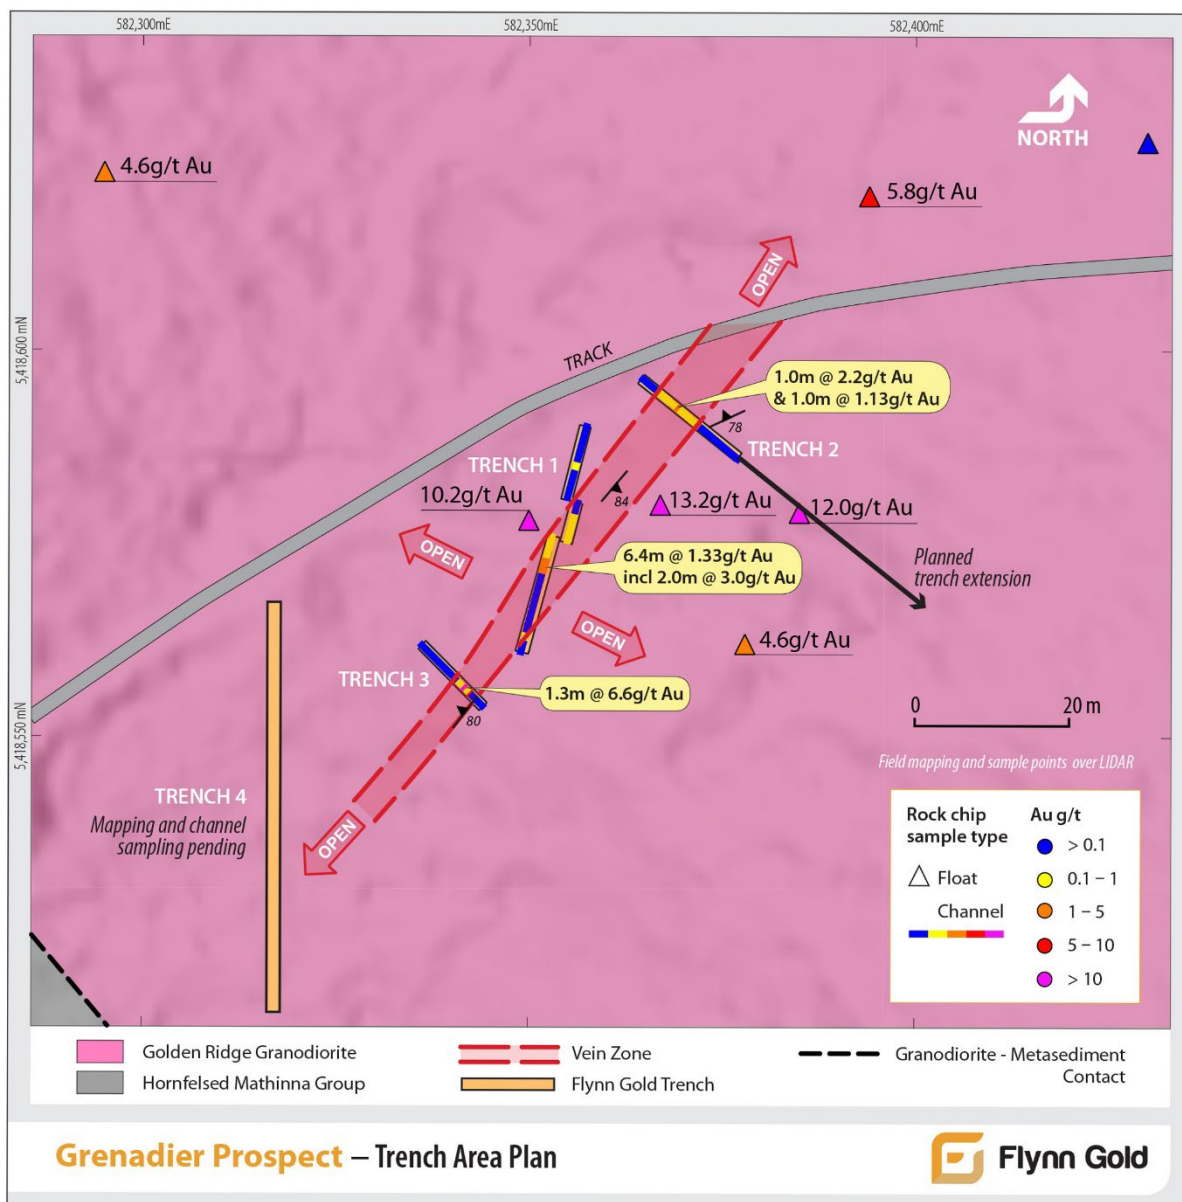 582,300mE
582,350mE
582,400mE
NORTH
4.6g/t Au
5.8g/t Au
OPEN
5,418,600 mN
TRACK
1.0m @ 2.2g/t Au
& 1.0m @ 1.13g/t Au
78
TRENCH 2
TRENCH 1
10.2g/t Au
84
13.2g/t Au
12.0g/t Au
OPEN
6.4m @ 1.33g/t Au
incl 2.0m @ 3.0g/t Au
Planned
trench extension
OPEN
4.6g/t Au
TRENCH 3
1.3m @ 6.6g/t Au
80
0 20 m
5,418,550 mN
Field mapping and sample points over LIDAR
TRENCH 4
Mapping and channel
sampling pending
OPEN
Rock chip
sample type
Float
Channel
Au g/t
> 0.1
0.1 – 1
1 – 5
5 – 10
> 10
Golden Ridge Granodiorite
Hornfelsed Mathinna Group
Vein Zone
Flynn Gold Trench
Granodiorite - Metasediment
Contact
Grenadier Prospect – Trench Area Plan
Flynn Gold